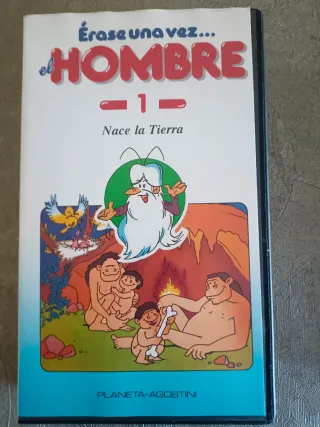 Érase una vez...
el HOMBRE
1
Nace la Tierra
PLANETA-AGOSTINI